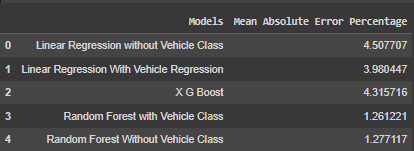 Models Mean Absolute Error Percentage
0 Linear Regression without Vehicle Class 4.507707
1 Linear Regression With Vehicle Regression 3.980447
2 X G Boost 4.315716
3 Random Forest with Vehicle Class 1.261221
4 Random Forest Without Vehicle Class 1.277117